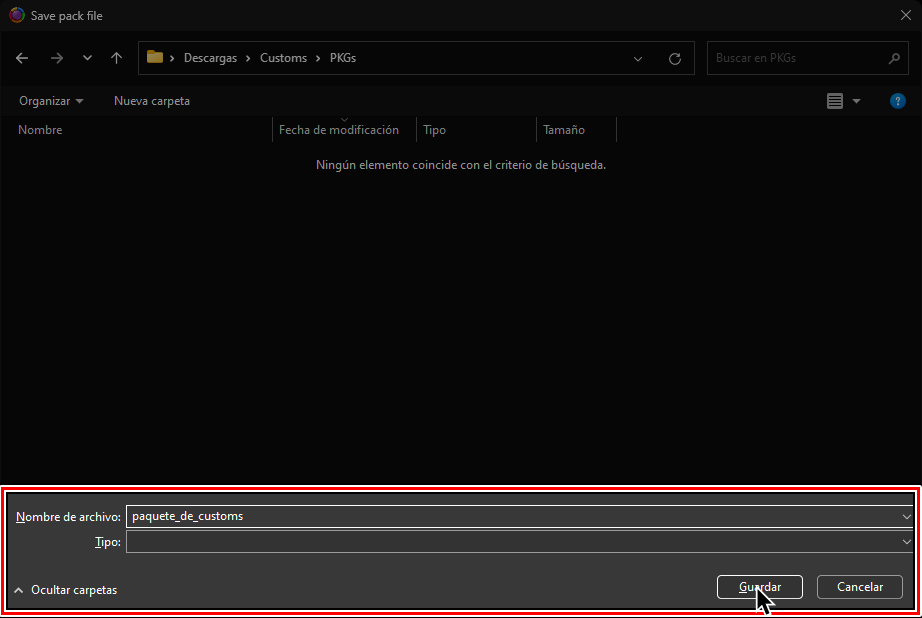 Save pack file
Descargas > Customs > PKGs
Buscar en PKGs
Organizar
Nueva carpeta
?
Nombre
Fecha de modificación
Tipo
Tamaño
Ningún elemento coincide con el criterio de búsqueda.
Nombre de archivo: paquete_de_customs
Tipo:
Ocultar carpetas
Guardar
Cancelar